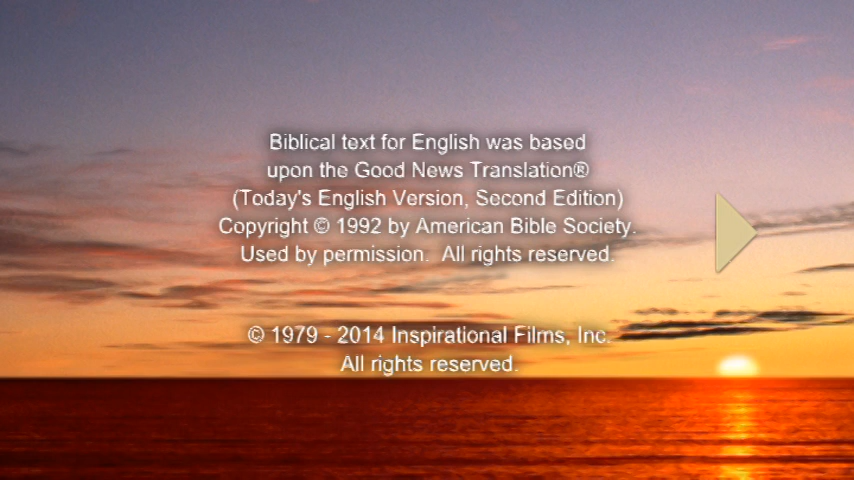 Biblical text for English was based
upon the Good News Translation®
(Today's English Version, Second Edition)
Copyright © 1992 by American Bible Society.
Used by permission.  All rights reserved.
© 1979 - 2014 Inspirational Films, Inc.
All rights reserved.